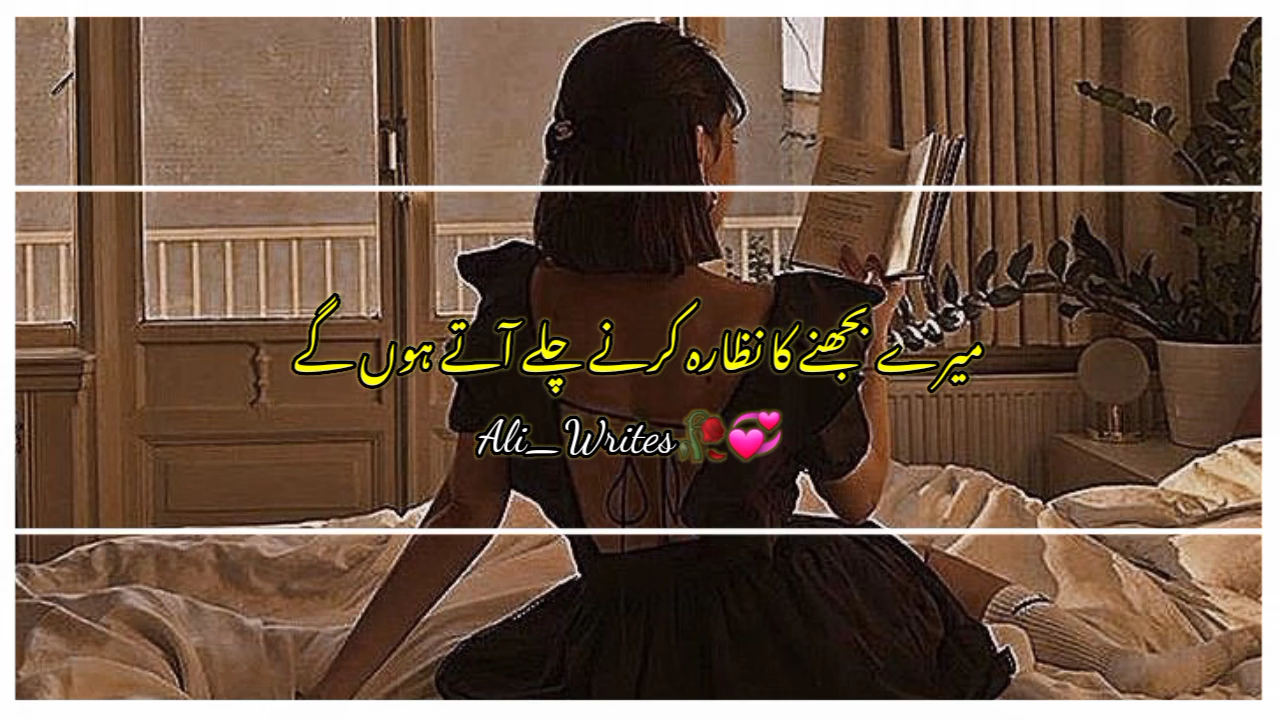 میرے بجھنے کا نظارہ کرنے چلے آتے ہوں گے
Ali_Writes🥀💞